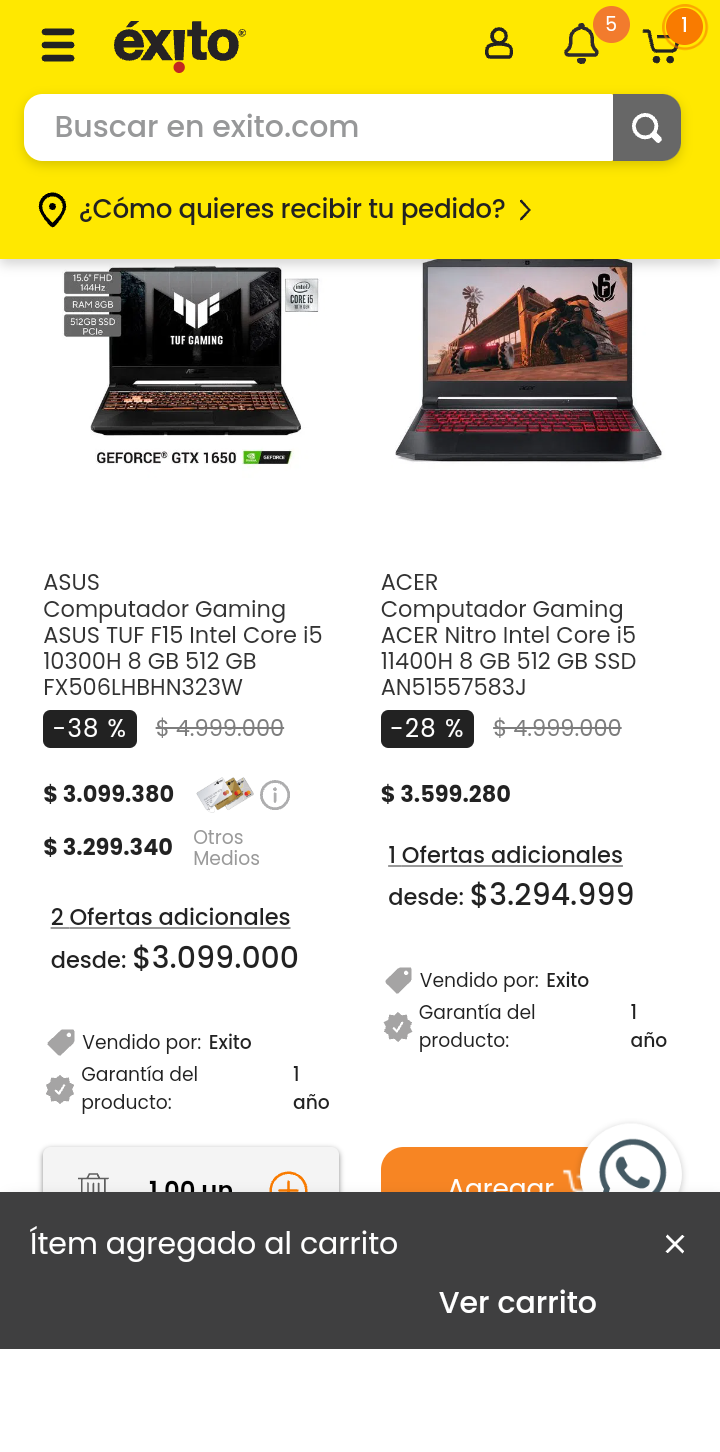 éxito®
5
1
Buscar en exito.com
¿Cómo quieres recibir tu pedido?
15.6" FHD
144Hz
RAM 8GB
512GB SSD
PCIe
TUF GAMING
intel
CORE i5
GEFORCE® GTX 1650
GEFORCE
ASUS
Computador Gaming
ASUS TUF F15 Intel Core i5
10300H 8 GB 512 GB
FX506LHBHN323W
-38 % $ 4.999.000
$ 3.099.380
$ 3.299.340 Otros
Medios
2 Ofertas adicionales
desde: $3.099.000
Vendido por: Exito
Garantía del
producto:
1
año
1.00 un
ACER
Computador Gaming
ACER Nitro Intel Core i5
11400H 8 GB 512 GB SSD
AN51557583J
-28 % $ 4.999.000
$ 3.599.280
1 Ofertas adicionales
desde: $3.294.999
Vendido por: Exito
Garantía del
producto:
1
año
Agregar
Ítem agregado al carrito
Ver carrito